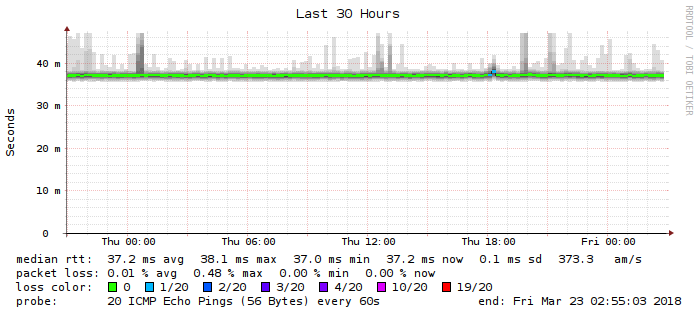 Last 30 Hours
RRDTOOL / TOBI OETIKER
Seconds
40 m
30 m
20 m
10 m
0
Thu 00:00 Thu 06:00 Thu 12:00 Thu 18:00 Fri 00:00
median rtt: 37.2 ms avg 38.1 ms max 37.0 ms min 37.2 ms now 0.1 ms sd 373.3 am/s
packet loss: 0.01 % avg 0.48 % max 0.00 % min 0.00 % now
loss color: 0 1/20 2/20 3/20 4/20 10/20 19/20
probe: 20 ICMP Echo Pings (56 Bytes) every 60s end: Fri Mar 23 02:55:03 2018